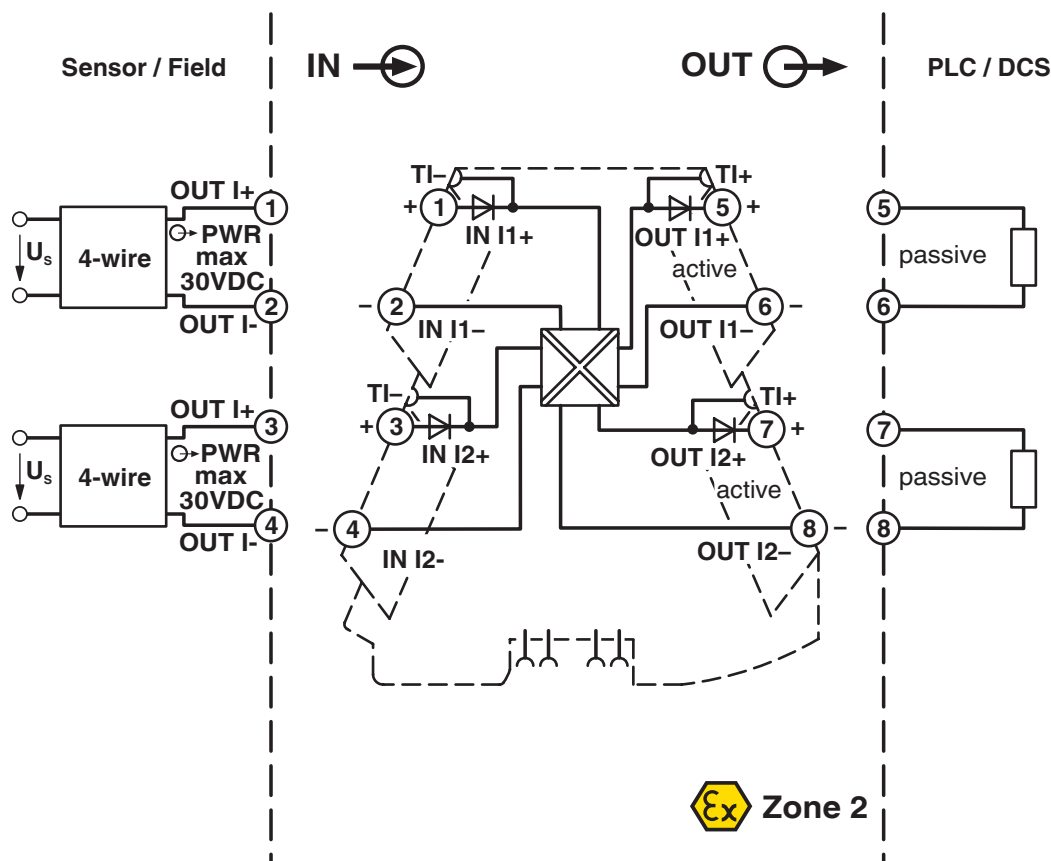 Sensor / Field
IN
OUT
PLC / DCS
OUT I+
1
Us
4-wire
PWR
max
30VDC
2
OUT I-
OUT I+
3
Us
4-wire
PWR
max
30VDC
4
OUT I-
TI–
+
1
IN I1+
–
2
IN I1–
TI–
+
3
IN I2+
–
4
IN I2-
TI+
5
+
OUT I1+
active
6
–
OUT I1–
TI+
7
+
OUT I2+
active
8
–
OUT I2–
5
passive
6
7
passive
8
Ex
Zone 2